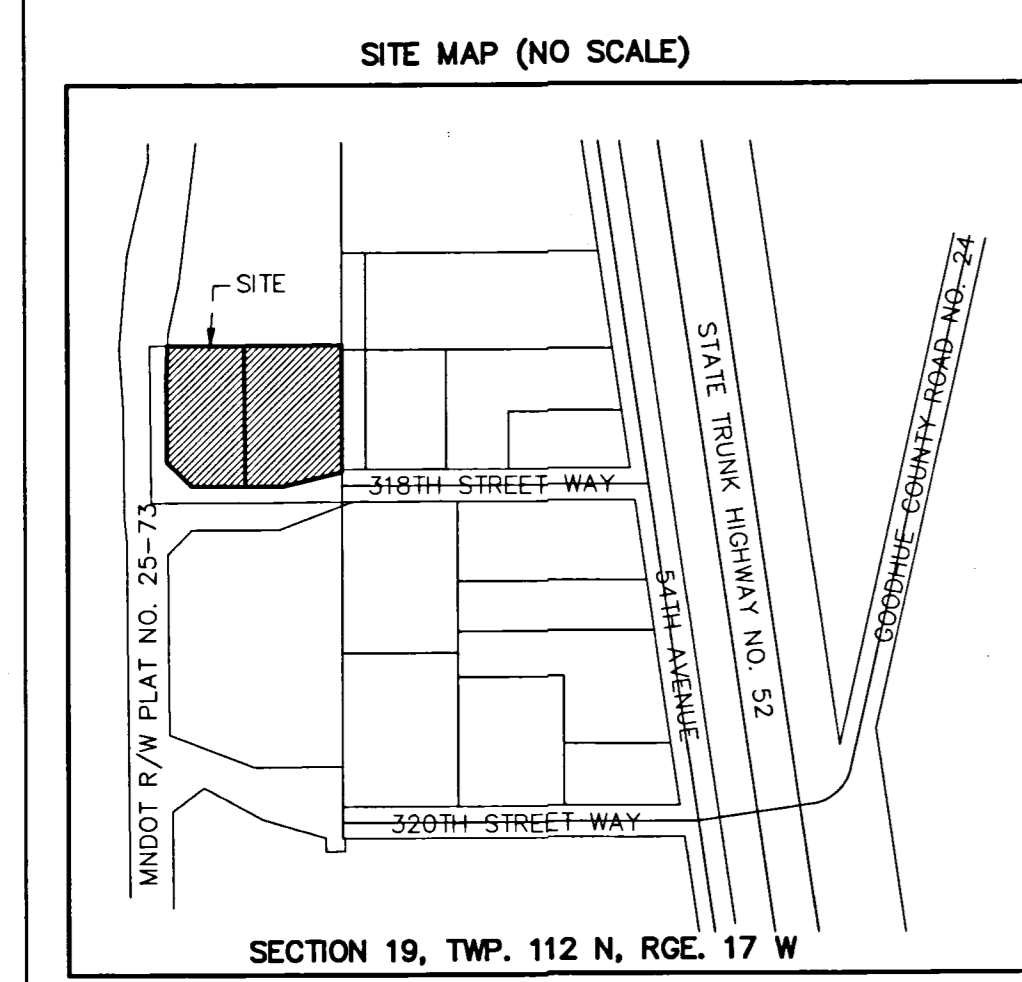 SITE MAP (NO SCALE)
SITE
STATE TRUNK HIGHWAY NO. 52
GOODHUE COUNTY ROAD NO. 24
318TH STREET WAY
MNDOT R/W PLAT NO. 25-73
54TH AVENUE
320TH STREET WAY
SECTION 19, TWP. 112 N, RGE. 17 W